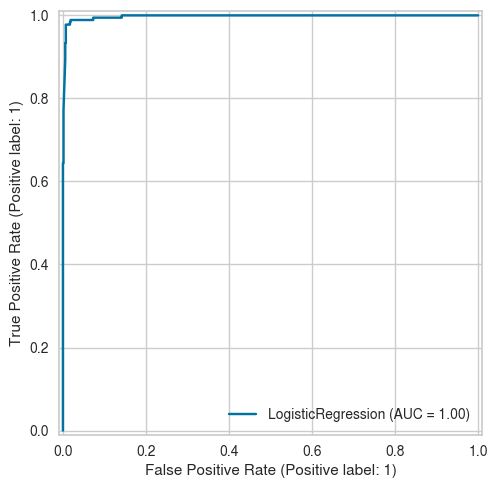 1.0
0.8
0.6
0.4
0.2
0.0
True Positive Rate (Positive label: 1)
LogisticRegression (AUC = 1.00)
0.0 0.2 0.4 0.6 0.8 1.0
False Positive Rate (Positive label: 1)